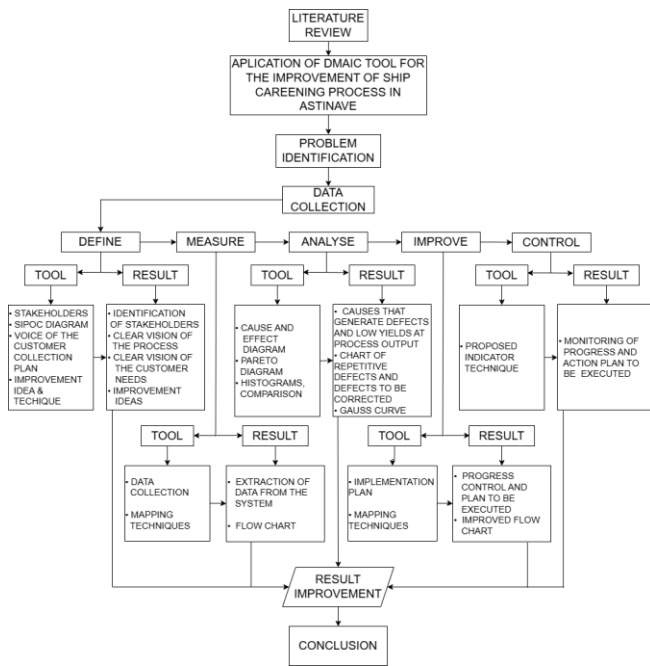 LITERATURE
REVIEW
APLICATION OF DMAIC TOOL FOR
THE IMPROVEMENT OF SHIP
CAREENING PROCESS IN
ASTINAVE
PROBLEM
IDENTIFICATION
DATA
COLLECTION
DEFINE
MEASURE
ANALYSE
IMPROVE
CONTROL
TOOL
RESULT
• STAKEHOLDERS
• SIPOC DIAGRAM
• VOICE OF THE
CUSTOMER
COLLECTION
PLAN
• IMPROVEMENT
IDEA &
TECHIQUE
• IDENTIFICATION
OF STAKEHOLDERS
• CLEAR VISION OF
THE PROCESS
• CLEAR VISION OF
THE CUSTOMER
NEEDS
• IMPROVEMENT
IDEAS
TOOL
RESULT
• CAUSE AND
EFFECT
DIAGRAM
• PARETO
DIAGRAM
• HISTOGRAMS,
COMPARISON
• CAUSES THAT
GENERATE DEFECTS
AND LOW YIELDS AT
PROCESS OUTPUT
• CHART OF
REPETITIVE
DEFECTS AND
DEFECTS TO BE
CORRECTED
• GAUSS CURVE
TOOL
RESULT
• PROPOSED
INDICATOR
TECHNIQUE
• MONITORING OF
PROGRESS AND
ACTION PLAN TO
BE EXECUTED
TOOL
RESULT
• DATA
COLLECTION
• MAPPING
TECHNIQUES
• EXTRACTION OF
DATA FROM THE
SYSTEM
• FLOW CHART
TOOL
RESULT
• IMPLEMENTATION
PLAN
• MAPPING
TECHNIQUES
• PROGRESS
CONTROL AND
PLAN TO BE
EXECUTED
• IMPROVED FLOW
CHART
RESULT
IMPROVEMENT
CONCLUSION